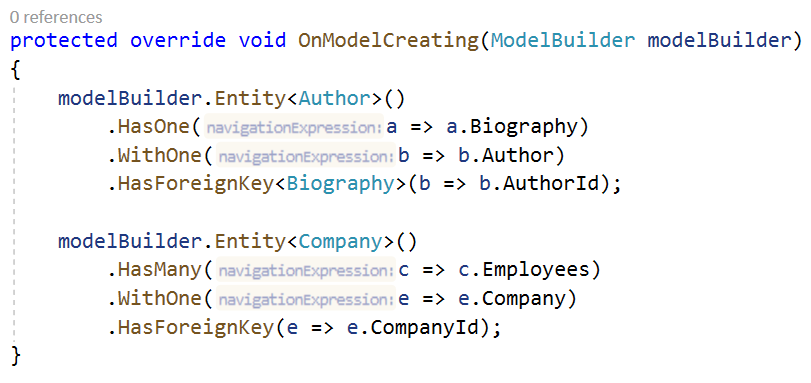 0 references
protected override void OnModelCreating(ModelBuilder modelBuilder)
{
    modelBuilder.Entity<Author>()
        .HasOne(navigationExpression: a => a.Biography)
        .WithOne(navigationExpression: b => b.Author)
        .HasForeignKey<Biography>(b => b.AuthorId);

    modelBuilder.Entity<Company>()
        .HasMany(navigationExpression: c => c.Employees)
        .WithOne(navigationExpression: e => e.Company)
        .HasForeignKey(e => e.CompanyId);
}